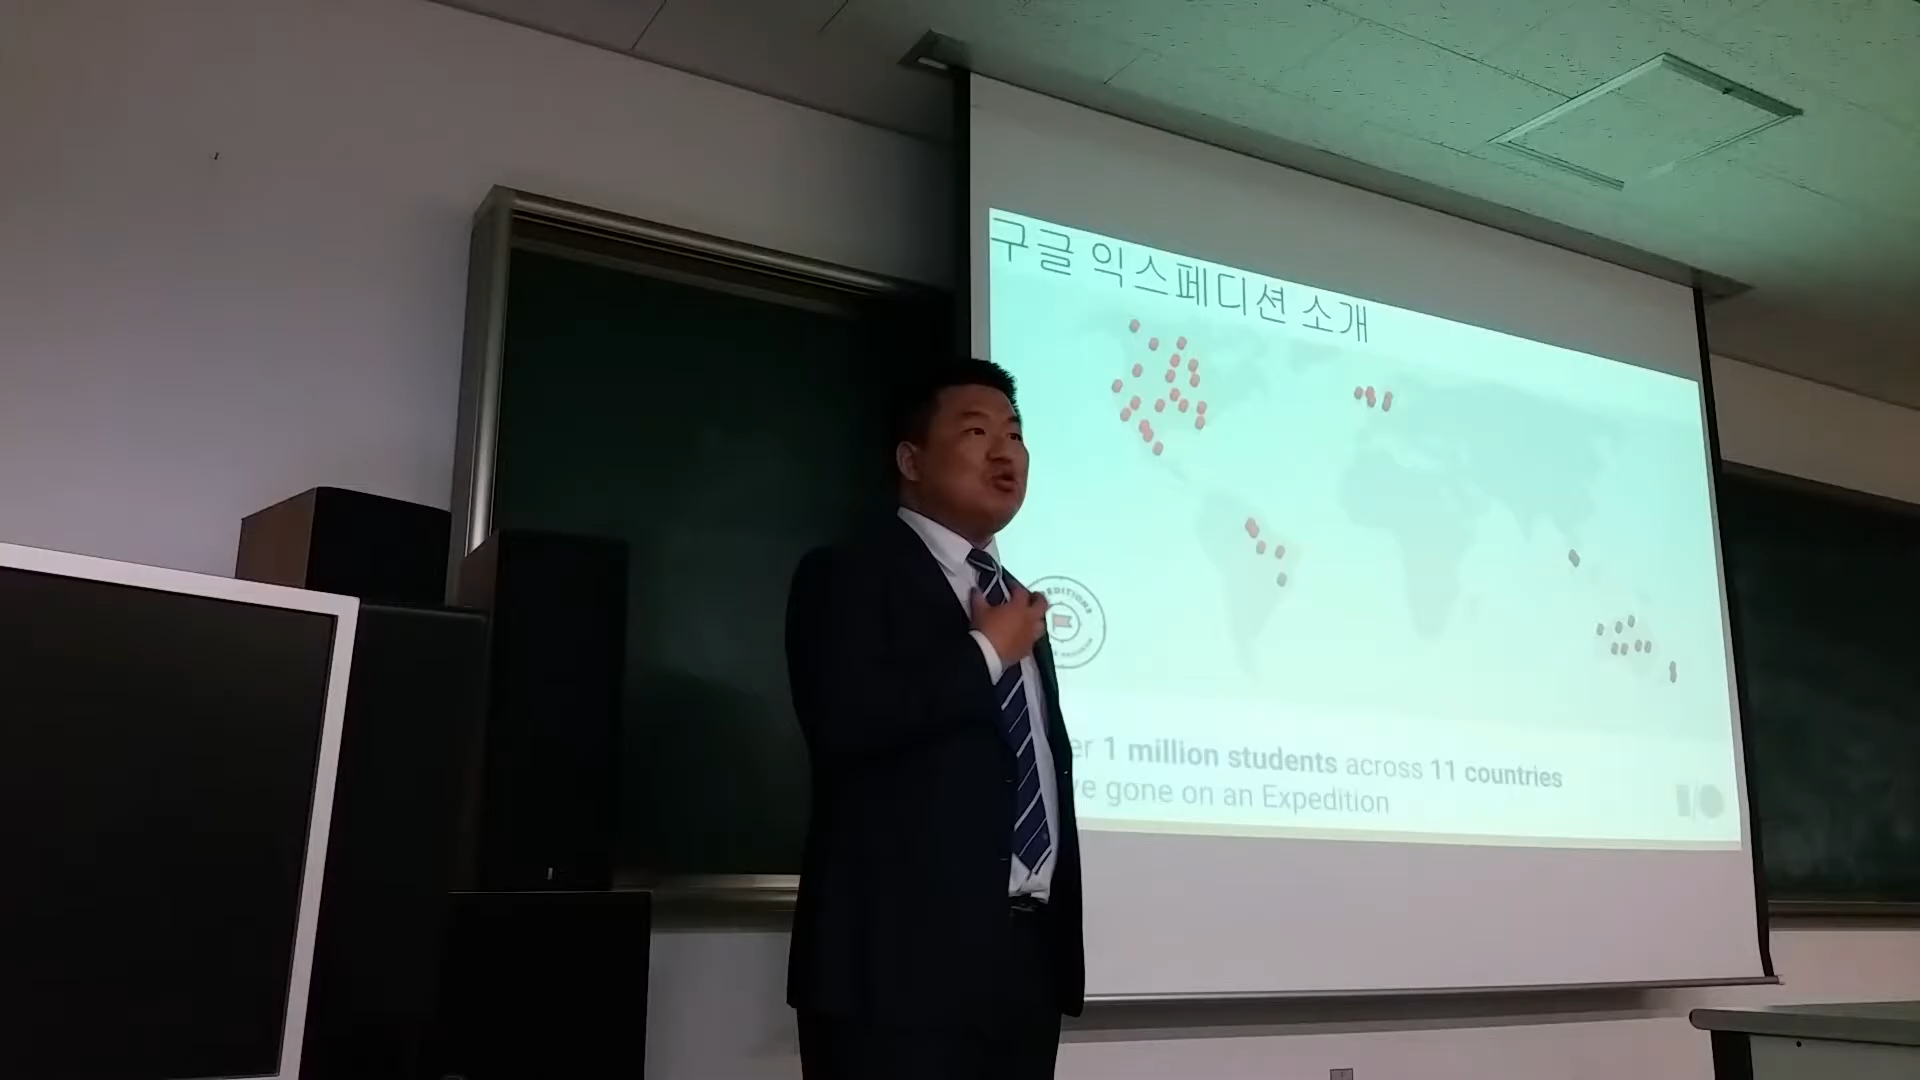 구글 익스페디션 소개
1 million students across 11 countries
gone on an Expedition